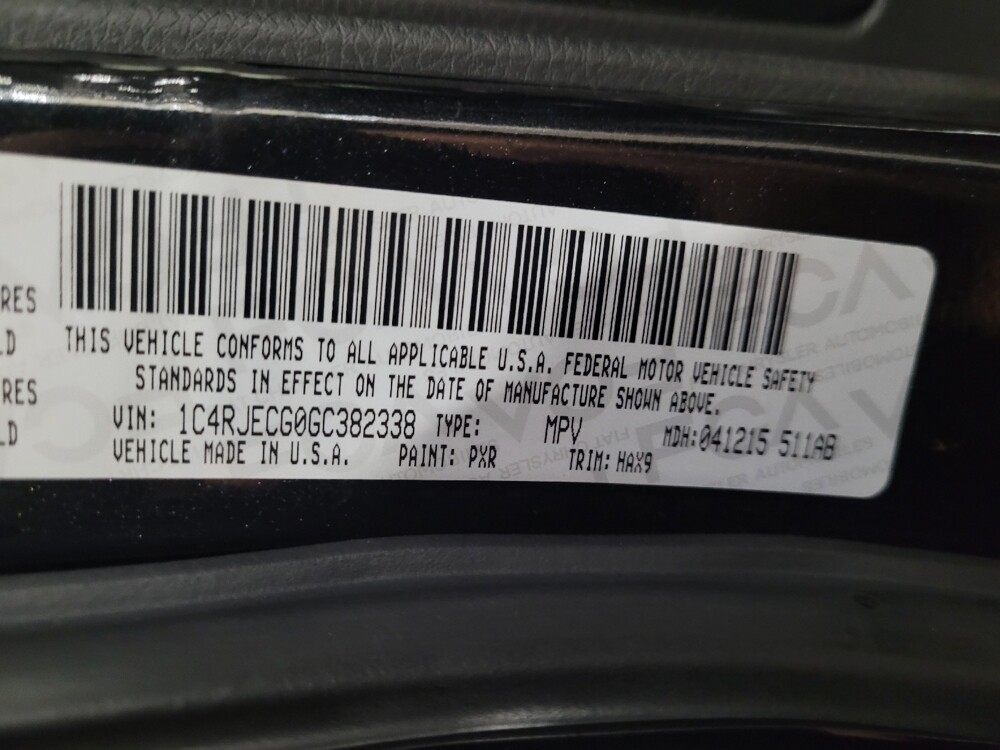 RES
LD
RES
LD
THIS VEHICLE CONFORMS TO ALL APPLICABLE U.S.A. FEDERAL MOTOR VEHICLE SAFETY
STANDARDS IN EFFECT ON THE DATE OF MANUFACTURE SHOWN ABOVE.
VIN: 1C4RJECG0GC382338 TYPE: MPV MDH:041215 511AB
VEHICLE MADE IN U.S.A. PAINT: PXR TRIM: HAX9